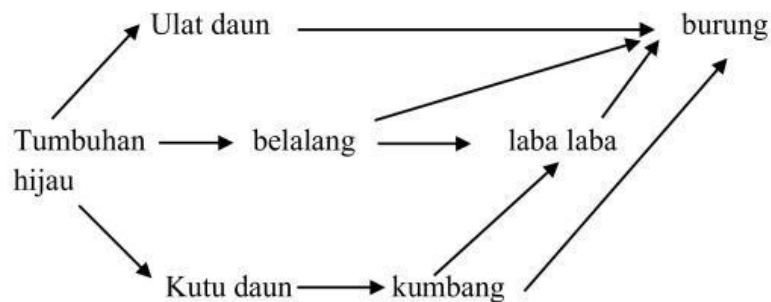 Ulat daun burung
Tumbuhan belalang laba laba
hijau
Kutu daun kumbang